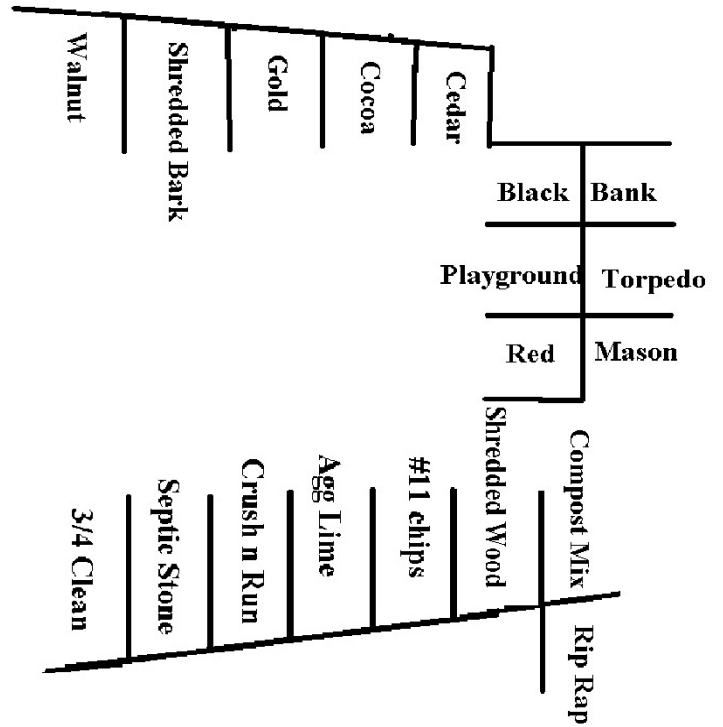 Walnut
Shredded Bark
Gold
Cocoa
Cedar
Black
Bank
Playground
Torpedo
Red
Mason
3/4 Clean
Septic Stone
Crush n Run
Agg Lime
#11 chips
Shredded Wood
Compost Mix
Rip Rap